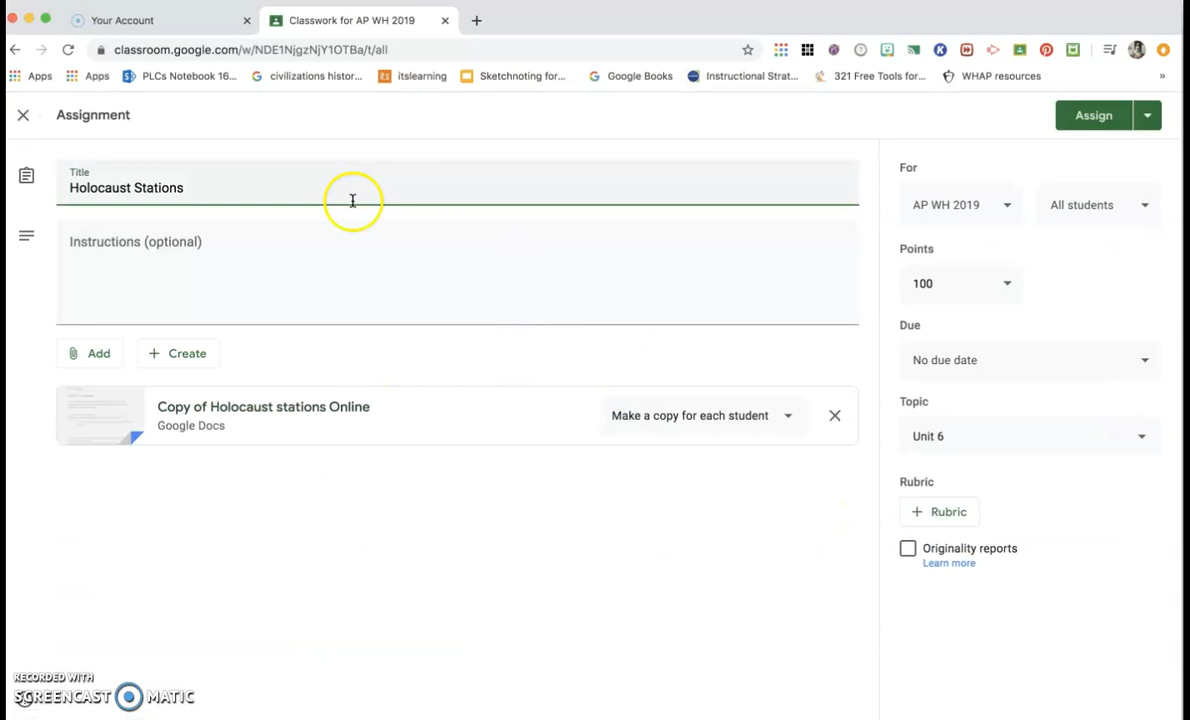 Your Account
Classwork for AP WH 2019
classroom.google.com/w/NDE1NjgzNjY1OTBa/t/all
Apps
Apps
PLCs Notebook 16...
civilizations histor...
itslearning
Sketchnoting for...
Google Books
Instructional Strat...
321 Free Tools for...
WHAP resources
»
Assignment
Assign
Title
Holocaust Stations
Instructions (optional)
Add
Create
Copy of Holocaust stations Online
Google Docs
Make a copy for each student
For
AP WH 2019
All students
Points
100
Due
No due date
Topic
Unit 6
Rubric
+ Rubric
Originality reports
Learn more
RECORDED WITH
SCREENCAST MATIC